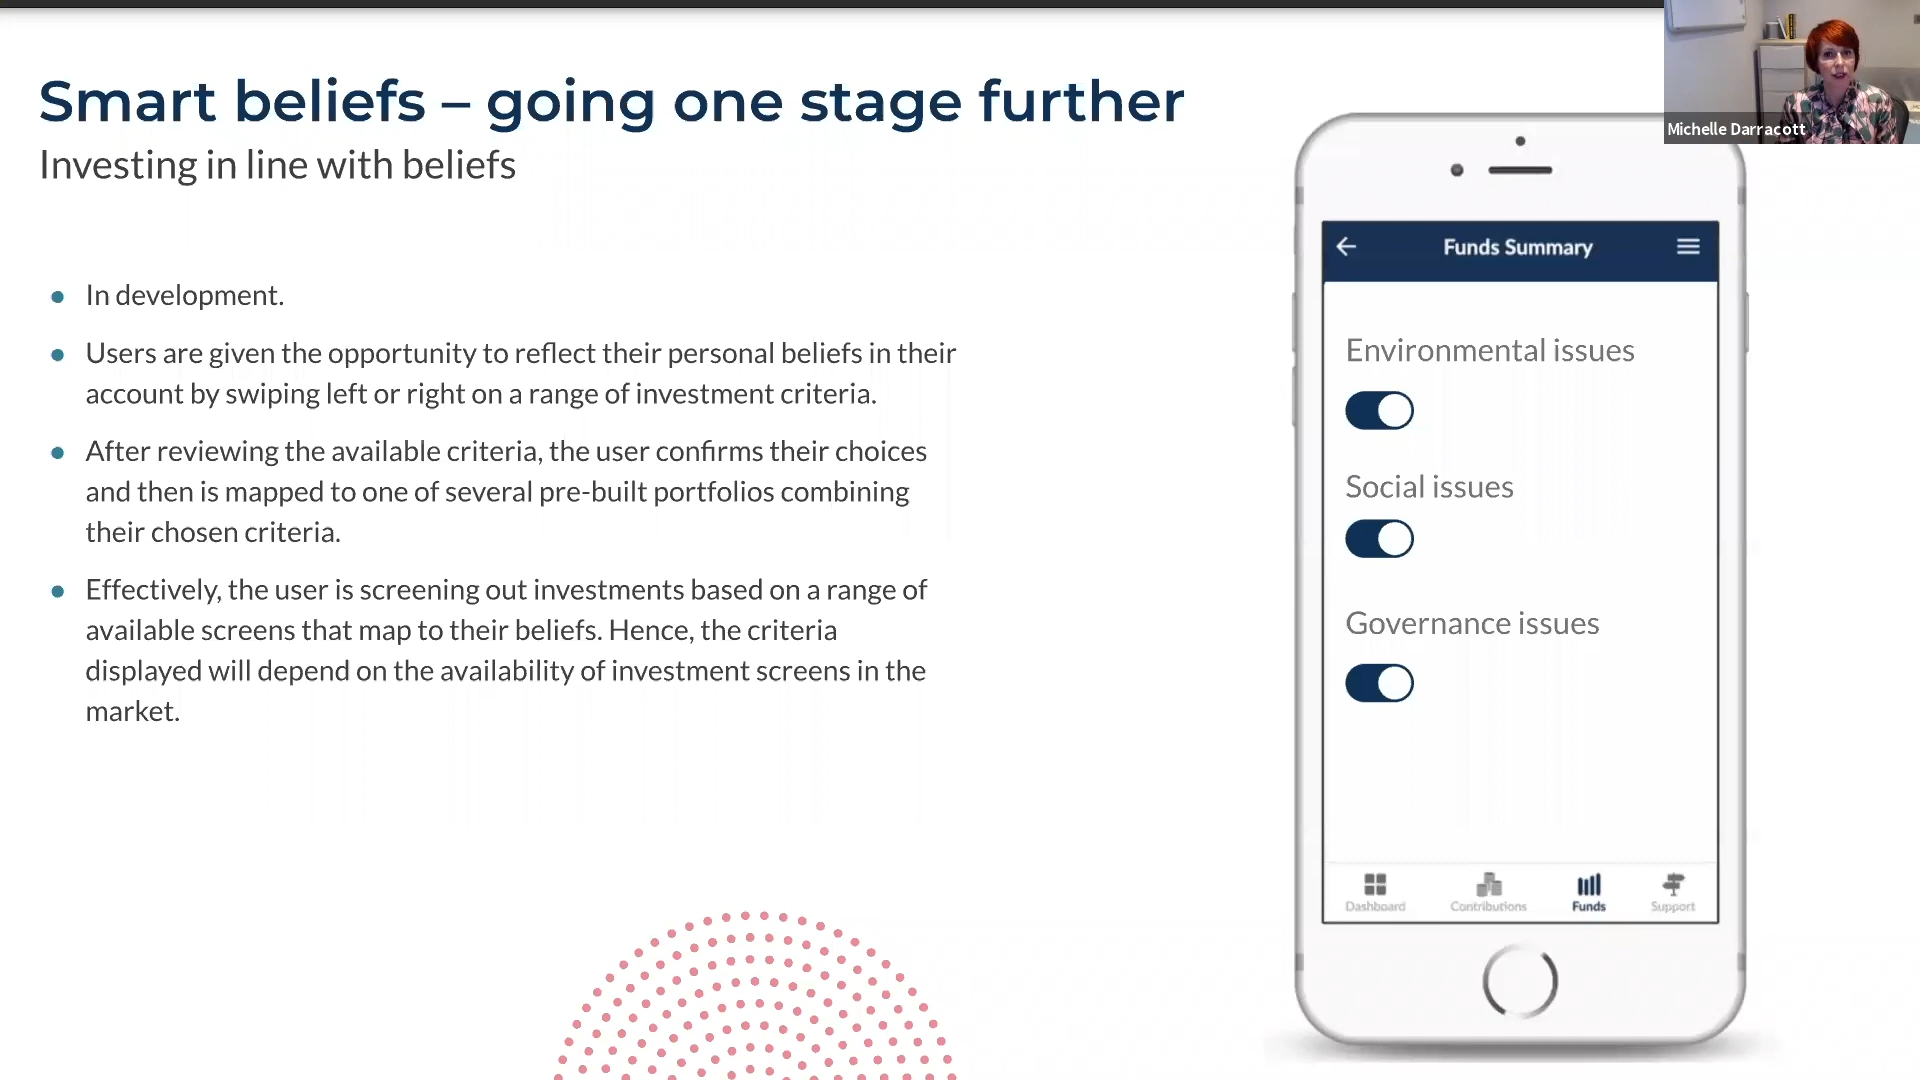 Smart beliefs – going one stage further
Investing in line with beliefs
In development.
Users are given the opportunity to reflect their personal beliefs in their
account by swiping left or right on a range of investment criteria.
After reviewing the available criteria, the user confirms their choices
and then is mapped to one of several pre-built portfolios combining
their chosen criteria.
Effectively, the user is screening out investments based on a range of
available screens that map to their beliefs. Hence, the criteria
displayed will depend on the availability of investment screens in the
market.
Michelle Darracott
Funds Summary
Environmental issues
Social issues
Governance issues
Dashboard
Contributions
Funds
Support